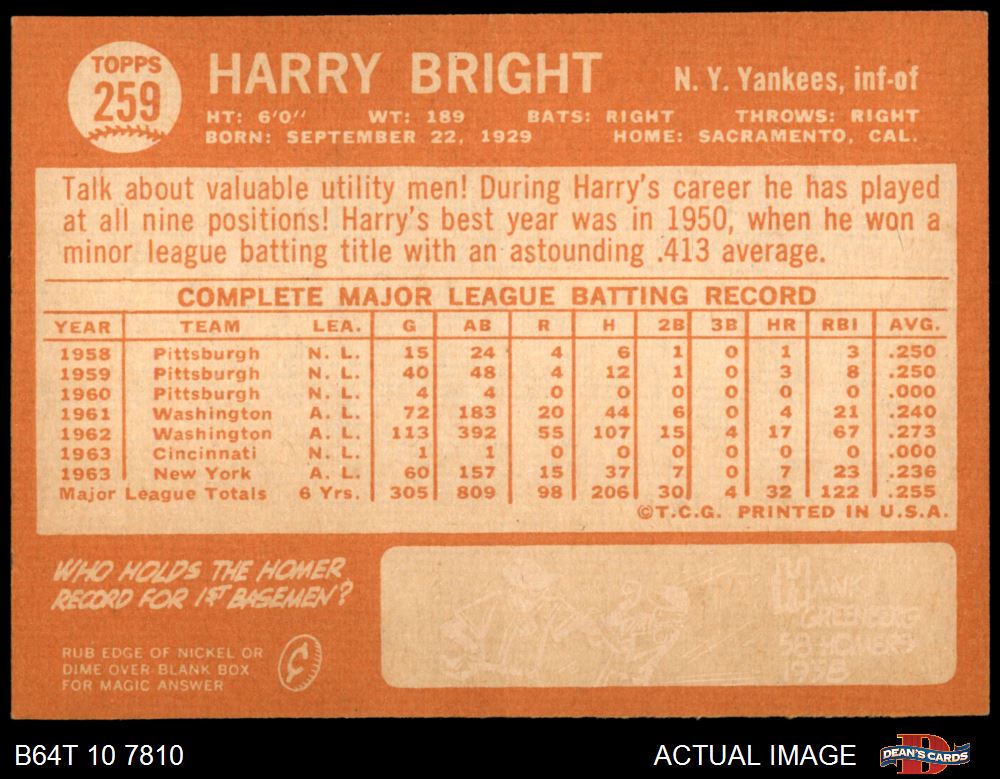 TOPPS
259
HARRY BRIGHT
N. Y. Yankees, inf-of
HT: 6'0" WT: 189 BATS: RIGHT THROWS: RIGHT
BORN: SEPTEMBER 22, 1929 HOME: SACRAMENTO, CAL.
Talk about valuable utility men! During Harry's career he has played
at all nine positions! Harry's best year was in 1950, when he won a
minor league batting title with an astounding .413 average.
COMPLETE MAJOR LEAGUE BATTING RECORD
YEAR TEAM LEA. G AB R H 2B 3B HR RBI AVG.
1958 Pittsburgh N. L. 15 24 4 6 1 0 1 3 .250
1959 Pittsburgh N. L. 40 48 4 12 1 0 3 8 .250
1960 Pittsburgh N. L. 4 4 0 0 0 0 0 0 .000
1961 Washington A. L. 72 183 20 44 6 0 4 21 .240
1962 Washington A. L. 113 392 55 107 15 4 17 67 .273
1963 Cincinnati N. L. 1 1 0 0 0 0 0 0 .000
1963 New York A. L. 60 157 15 37 7 0 7 23 .236
Major League Totals 6 Yrs. 305 809 98 206 30 4 32 122 .255
©T.C.G. PRINTED IN U.S.A.
WHO HOLDS THE HOMER
RECORD FOR 1ST BASEMEN?
RUB EDGE OF NICKEL OR
DIME OVER BLANK BOX
FOR MAGIC ANSWER
HANK
GREENBERG
58 HOMERS
1938
B64T 10 7810 ACTUAL IMAGE DEAN'S CARDS